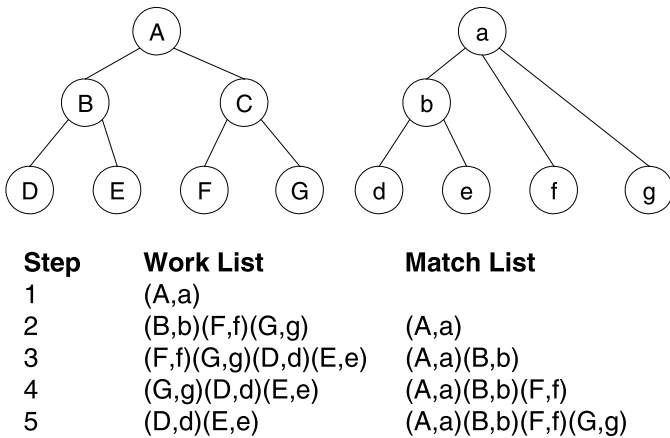 A a
B C b
D E F G d e f g
Step Work List Match List
1 (A,a)
2 (B,b)(F,f)(G,g) (A,a)
3 (F,f)(G,g)(D,d)(E,e) (A,a)(B,b)
4 (G,g)(D,d)(E,e) (A,a)(B,b)(F,f)
5 (D,d)(E,e) (A,a)(B,b)(F,f)(G,g)